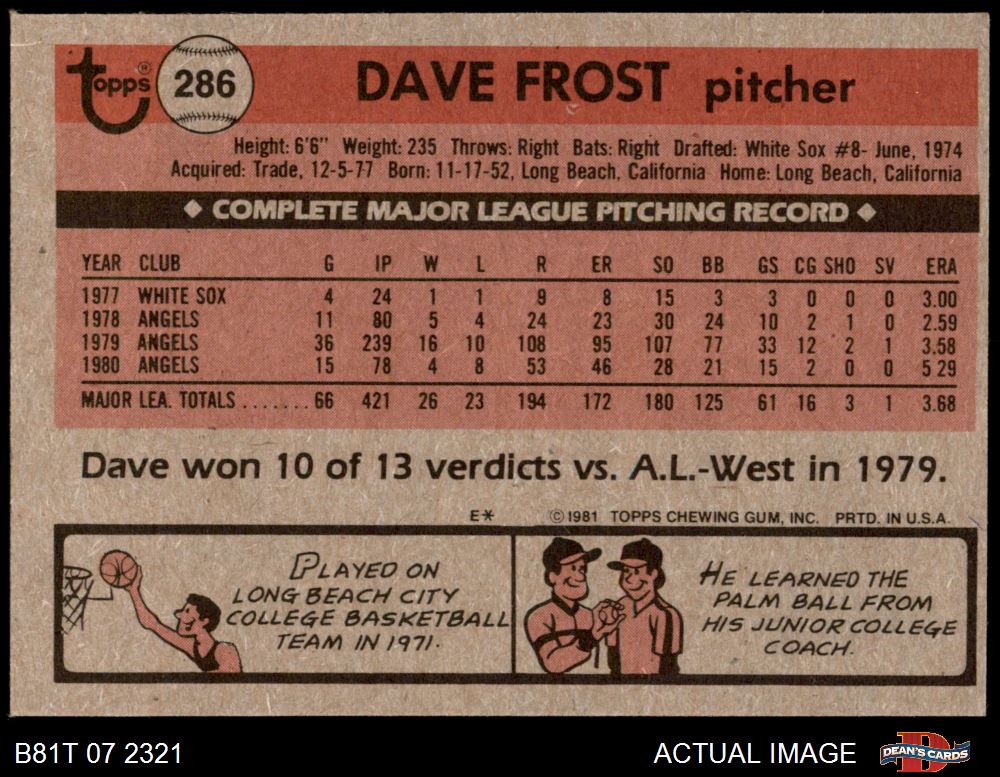 Topps® 286 DAVE FROST pitcher
Height: 6'6" Weight: 235 Throws: Right Bats: Right Drafted: White Sox #8- June, 1974
Acquired: Trade, 12-5-77 Born: 11-17-52, Long Beach, California Home: Long Beach, California
◆ COMPLETE MAJOR LEAGUE PITCHING RECORD ◆
YEAR CLUB G IP W L R ER SO BB GS CG SHO SV ERA
1977 WHITE SOX 4 24 1 1 9 8 15 3 3 0 0 0 3.00
1978 ANGELS 11 80 5 4 24 23 30 24 10 2 1 0 2.59
1979 ANGELS 36 239 16 10 108 95 107 77 33 12 2 1 3.58
1980 ANGELS 15 78 4 8 53 46 28 21 15 2 0 0 5 29
MAJOR LEA. TOTALS ....... 66 421 26 23 194 172 180 125 61 16 3 1 3.68
Dave won 10 of 13 verdicts vs. A.L.-West in 1979.
E* ©1981 TOPPS CHEWING GUM, INC. PRTD. IN U.S.A.
PLAYED ON
LONG BEACH CITY
COLLEGE BASKETBALL
TEAM IN 1971.
HE LEARNED THE
PALM BALL FROM
HIS JUNIOR COLLEGE
COACH.
B81T 07 2321 ACTUAL IMAGE DEAN'S CARDS